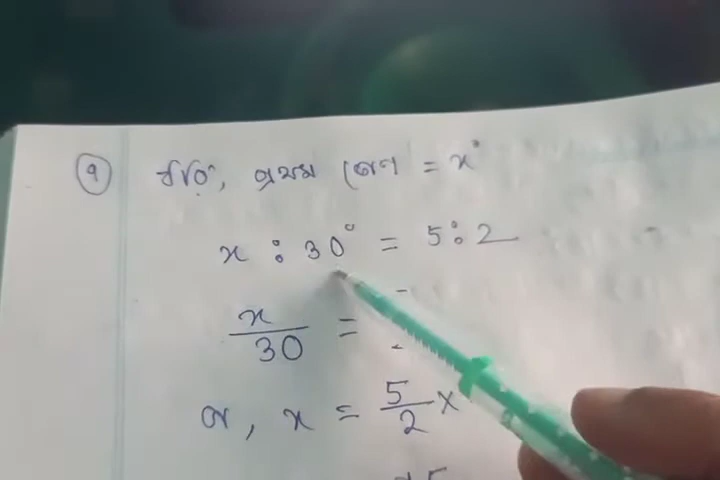 ৭ ধরি, প্রথম কোণ = x°
x : 30° = 5:2
x/30 =
বা, x = 5/2 ×